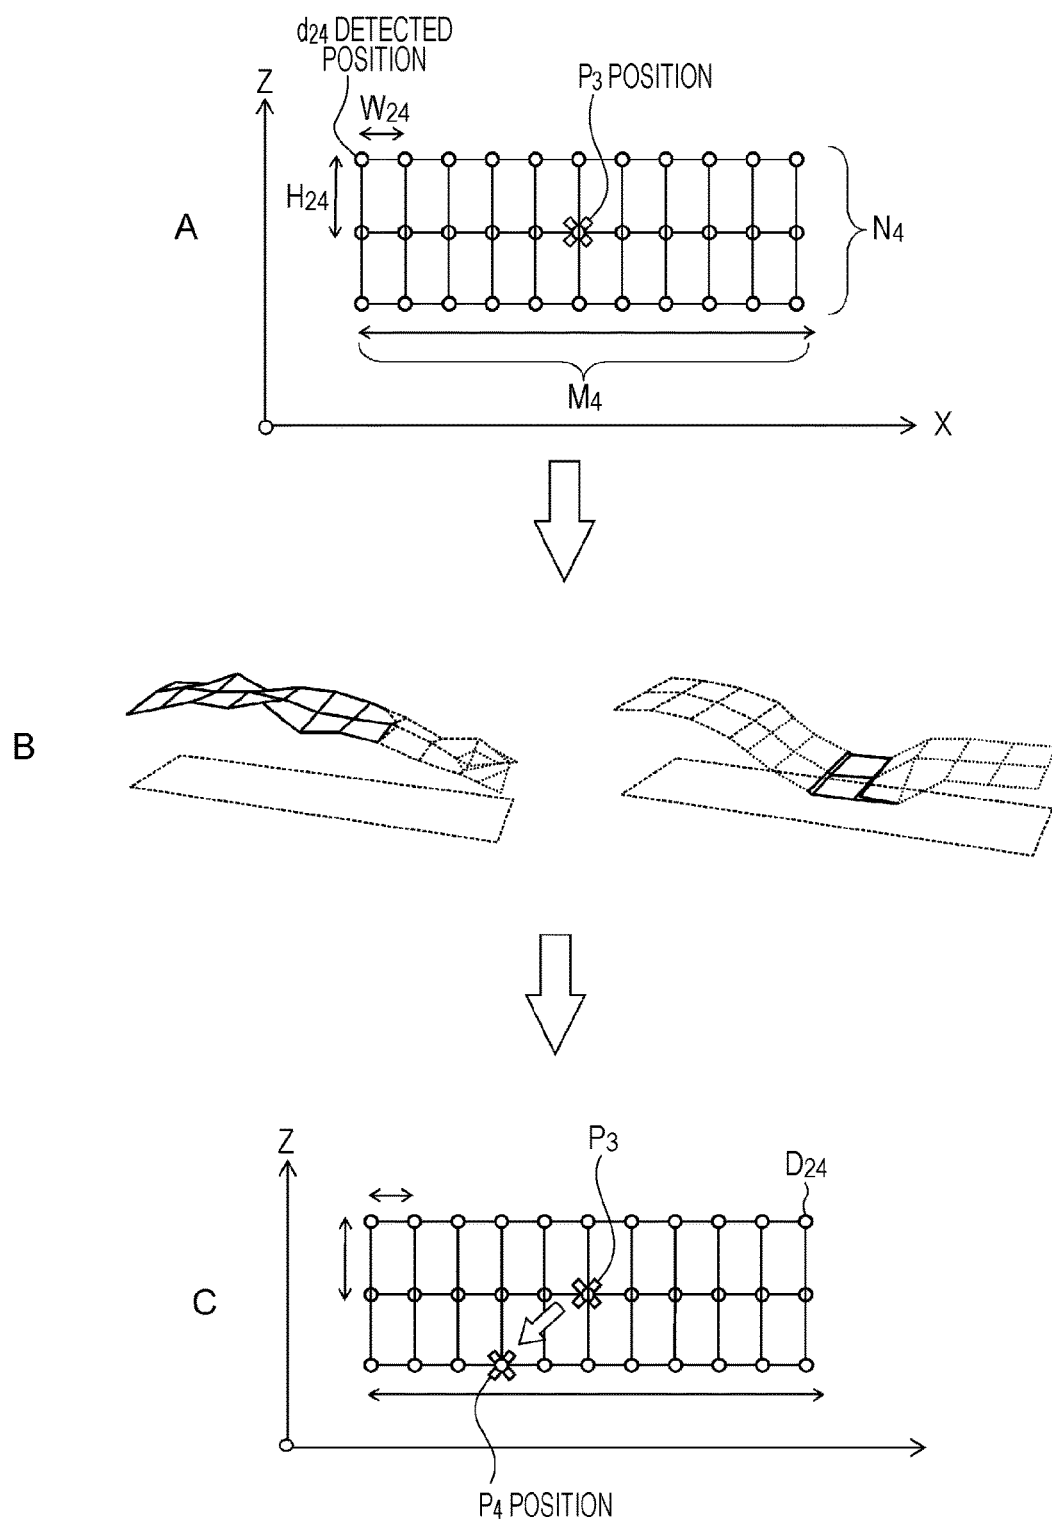 d24 DETECTED
POSITION
P3 POSITION
Z
W24
H24
A
N4
M4
X
B
P3
Z
D24
C
P4 POSITION